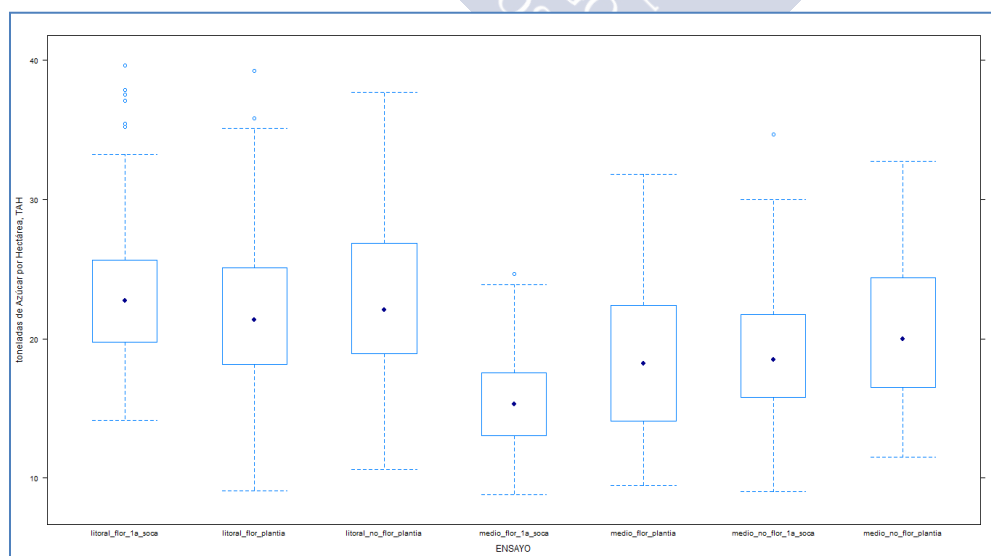 toneladas de Azúcar por Hectárea, TAH
40
30
20
10
litoral_flor_1a_soca
litoral_flor_plantia
litoral_no_flor_plantia
medio_flor_1a_soca
medio_flor_plantia
medio_no_flor_1a_soca
medio_no_flor_plantia
ENSAYO